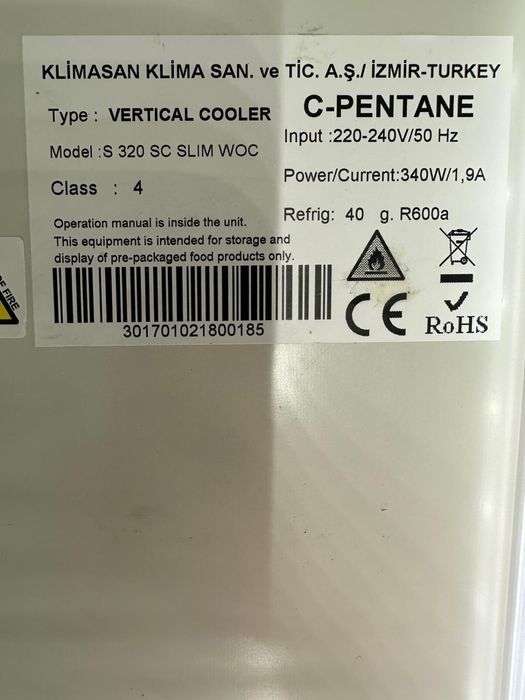 KLİMASAN KLİMA SAN. ve TİC. A.Ş./ İZMİR-TURKEY
Type : VERTICAL COOLER
C-PENTANE
Model :S 320 SC SLIM WOC
Input :220-240V/50 Hz
Class : 4
Power/Current:340W/1,9A
Refrig: 40 g. R600a
Operation manual is inside the unit.
This equipment is intended for storage and
display of pre-packaged food products only.
301701021800185
CE
RoHS
OF FIRE